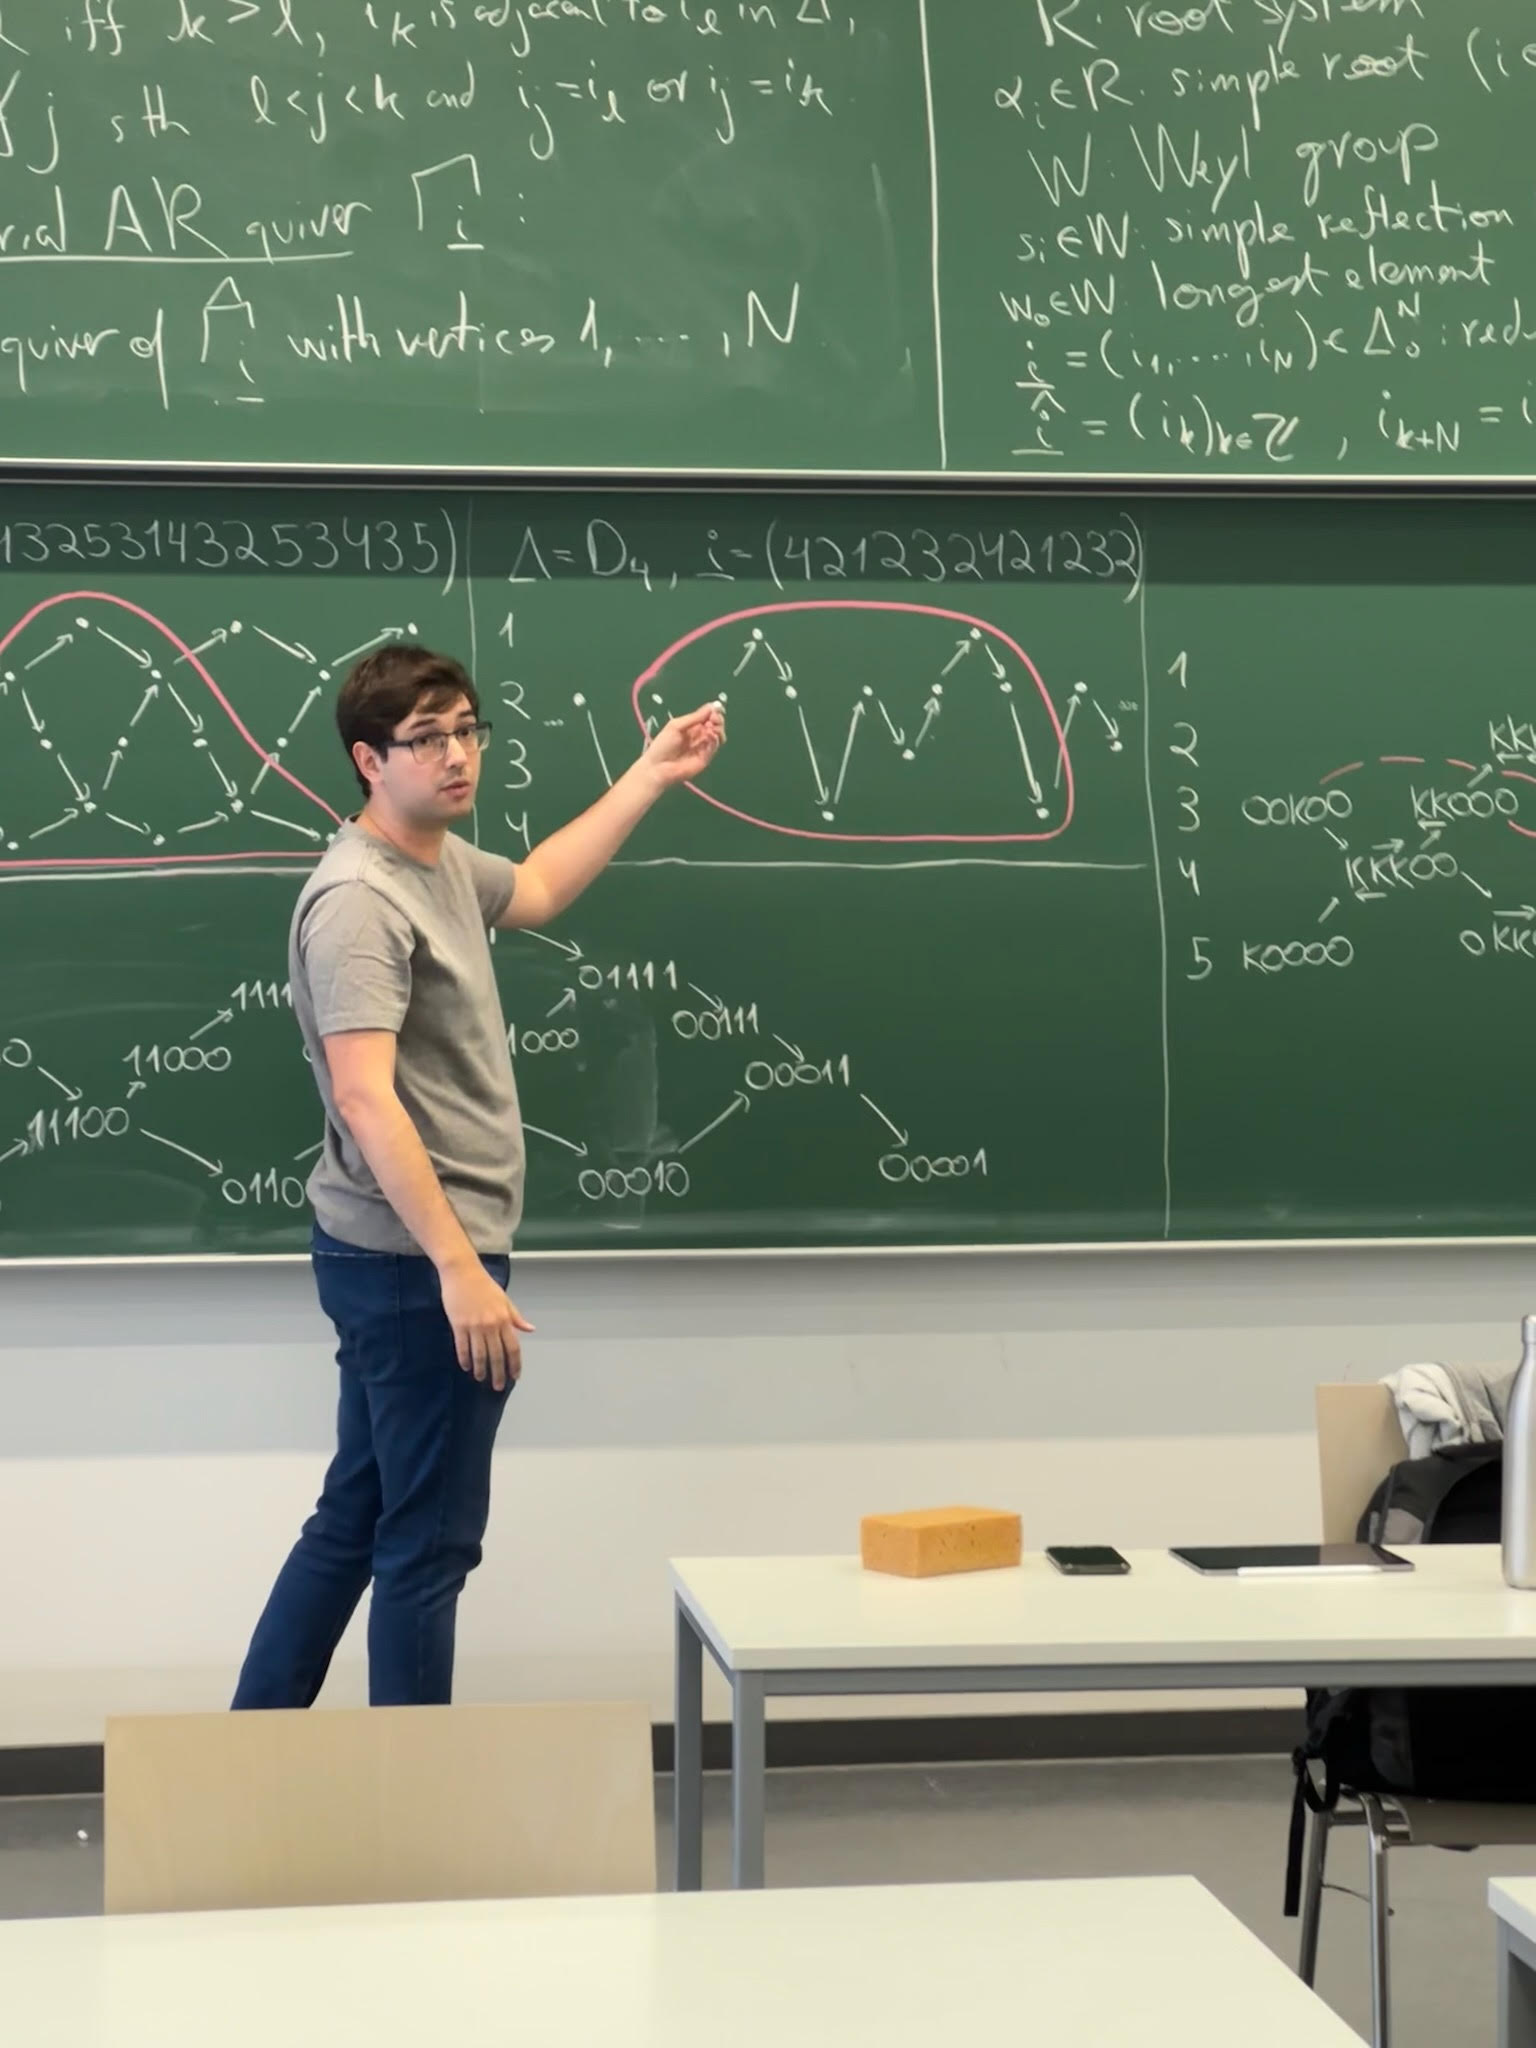 iff k > l, i_k is adjacent to i_l in Δ,
∄ j s th l < j < k and i_j = i_l or i_j = i_k
rial AR quiver Γ_i :
quiver of Γ̂_i with vertices 1, ..., N
R: root system
α_i ∈ R: simple root (i
W: Weyl group
s_i ∈ W: simple reflection
w_0 ∈ W: longest element
i = (i_1, ..., i_N) ∈ Δ_0^N : red
î = (i_k)_{k∈Z}, i_{k+N} = i
13253143253435)
Δ = D_4, i = (421232421232)
1
2 ...
3
4
...
01111
1111
00111
1000
11000
00011
11100
0110
00010
00001
1
2
3 00K00 KK000
4 KKK00
5 K0000